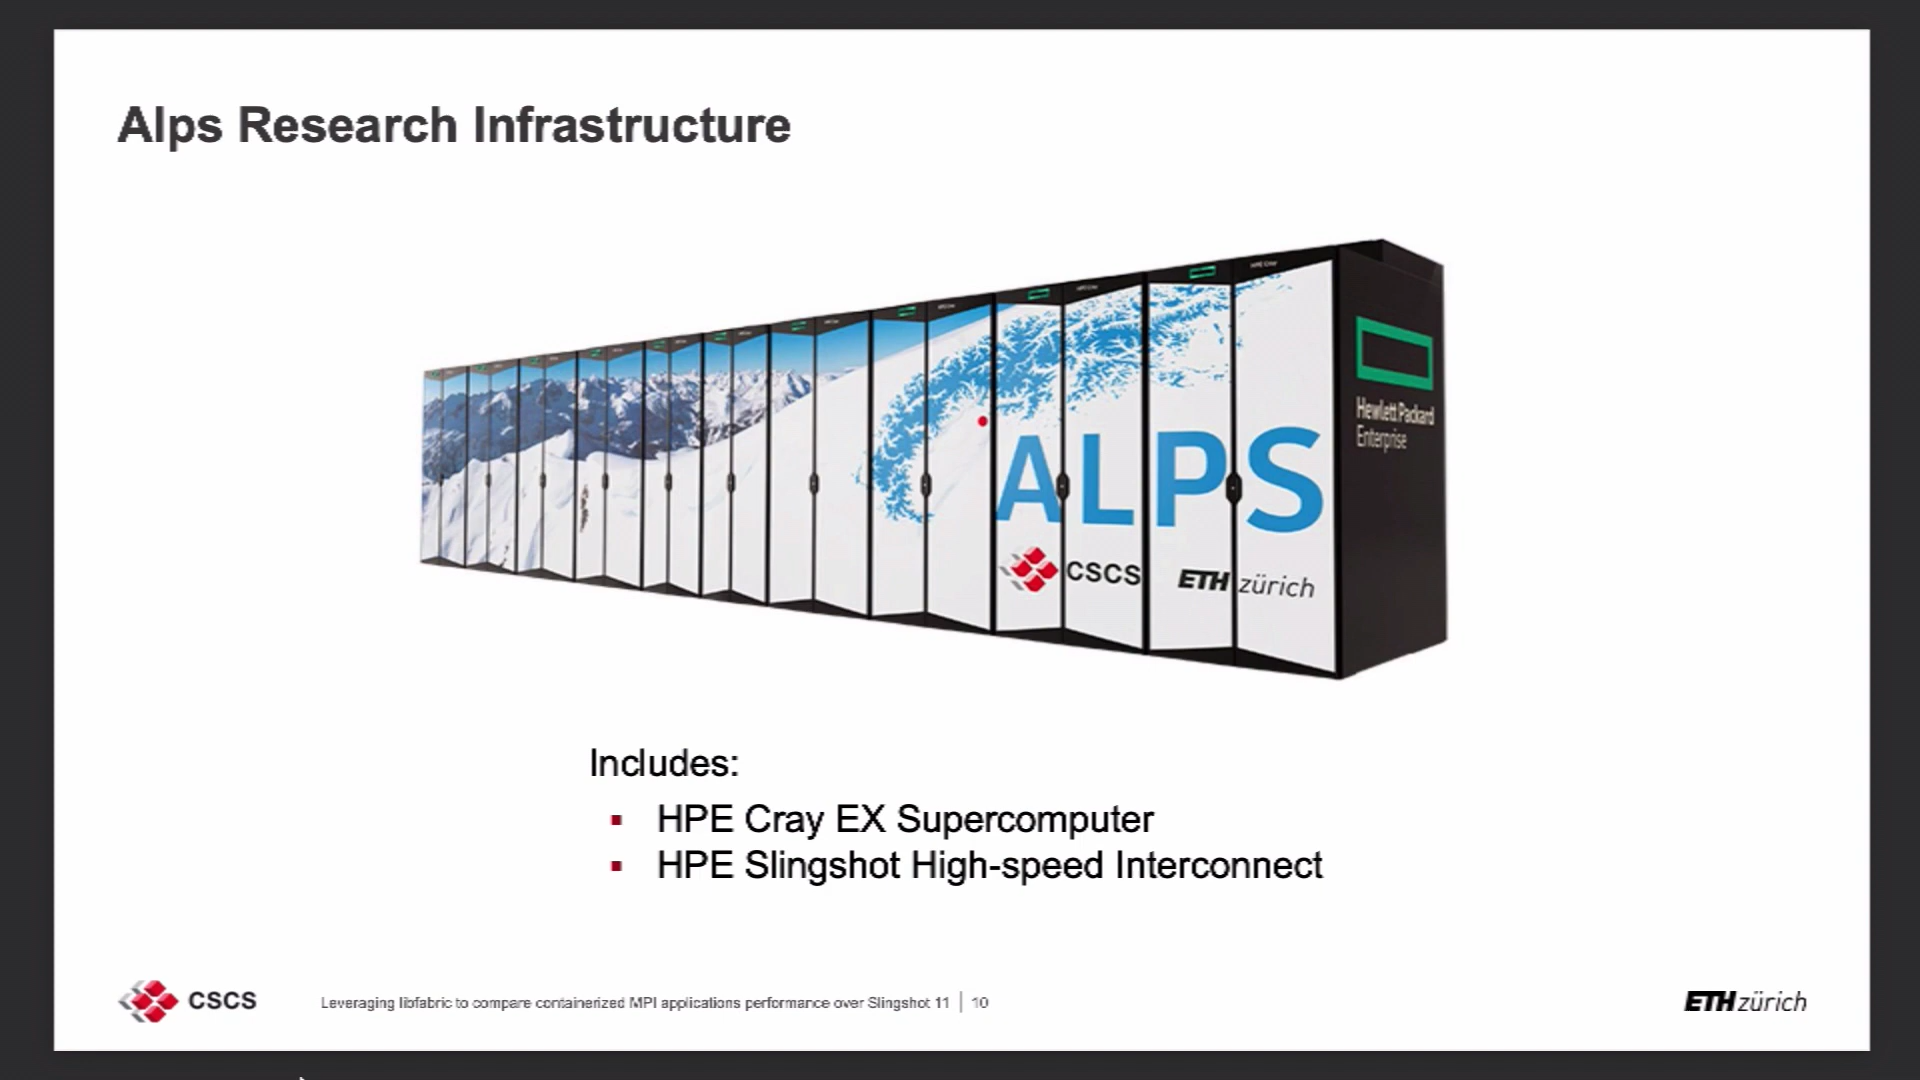 Alps Research Infrastructure
Hewlett Packard
Enterprise
ALPS
CSCS
ETH zürich
Includes:
▪ HPE Cray EX Supercomputer
▪ HPE Slingshot High-speed Interconnect
CSCS
Leveraging libfabric to compare containerized MPI applications performance over Slingshot 11 | 10
ETH zürich